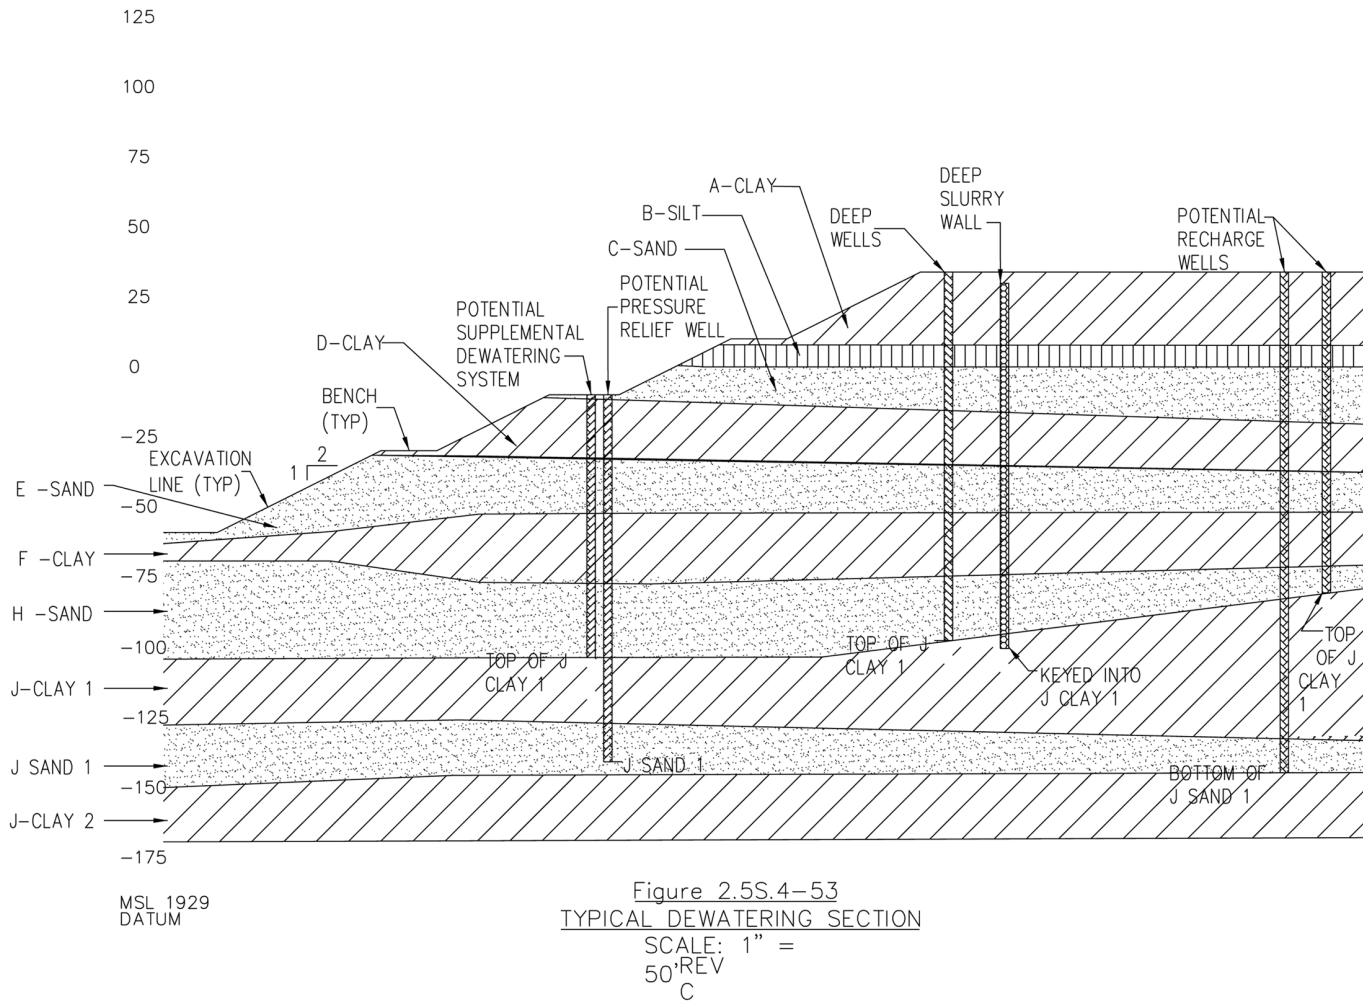 125
100
75
50
25
0
-25
-50
-75
-100
-125
-150
-175
MSL 1929
DATUM
A-CLAY
B-SILT
C-SAND
DEEP
WELLS
DEEP
SLURRY
WALL
POTENTIAL
RECHARGE
WELLS
POTENTIAL
PRESSURE
RELIEF WELL
POTENTIAL
SUPPLEMENTAL
DEWATERING
SYSTEM
D-CLAY
BENCH
(TYP)
2
1
EXCAVATION
LINE (TYP)
E -SAND
F -CLAY
H -SAND
J-CLAY 1
J SAND 1
J-CLAY 2
TOP OF J
CLAY 1
TOP OF J
CLAY 1
KEYED INTO
J CLAY 1
TOP
OF J
CLAY
1
J SAND 1
BOTTOM OF
J SAND 1
Figure 2.5S.4-53
TYPICAL DEWATERING SECTION
SCALE: 1" =
50'REV
C